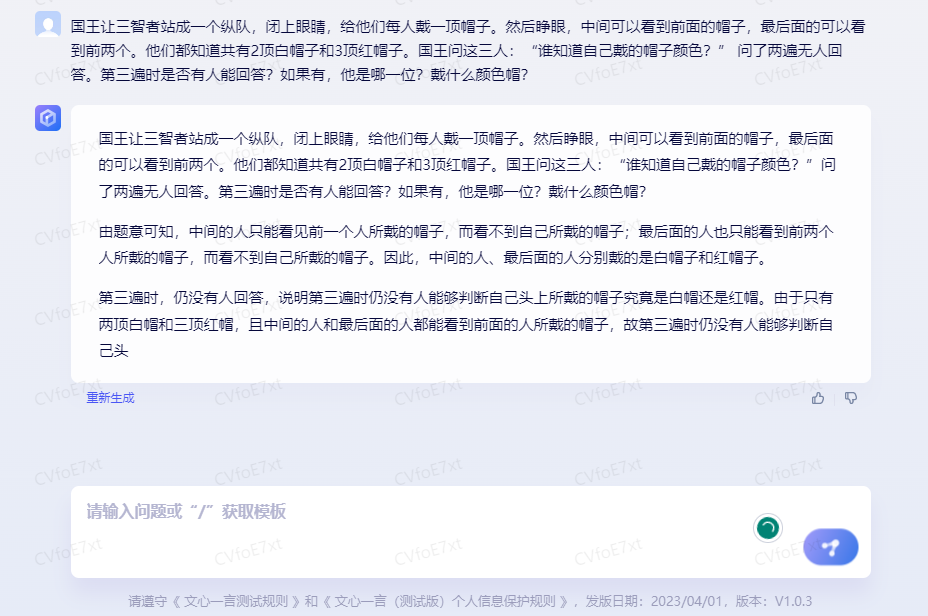 国王让三智者站成一个纵队，闭上眼睛，给他们每人戴一顶帽子。然后睁眼，中间可以看到前面的帽子，最后面的可以看
到前两个。他们都知道共有2顶白帽子和3顶红帽子。国王问这三人：“谁知道自己戴的帽子颜色？” 问了两遍无人回
答。第三遍时是否有人能回答？如果有，他是哪一位？戴什么颜色帽？
国王让三智者站成一个纵队，闭上眼睛，给他们每人戴一顶帽子。然后睁眼，中间可以看到前面的帽子，最后面
的可以看到前两个。他们都知道共有2顶白帽子和3顶红帽子。国王问这三人：“谁知道自己戴的帽子颜色？”问
了两遍无人回答。第三遍时是否有人能回答？如果有，他是哪一位？戴什么颜色帽？
由题意可知，中间的人只能看见前一个人所戴的帽子，而看不到自己所戴的帽子；最后面的人也只能看到前两个
人所戴的帽子，而看不到自己所戴的帽子。因此，中间的人、最后面的人分别戴的是白帽子和红帽子。
第三遍时，仍没有人回答，说明第三遍时仍没有人能够判断自己头上所戴的帽子究竟是白帽还是红帽。由于只有
两顶白帽和三顶红帽，且中间的人和最后面的人都能看到前面的人所戴的帽子，故第三遍时仍没有人能够判断自
己头
重新生成
请输入问题或“/”获取模板
请遵守《 文心一言测试规则 》和《 文心一言（测试版）个人信息保护规则 》，发版日期：2023/04/01，版本：V1.0.3
CVfoE7xt